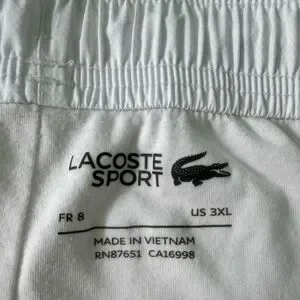 LACOSTE
SPORT
FR 8 US 3XL
MADE IN VIETNAM
RN87651 CA16998